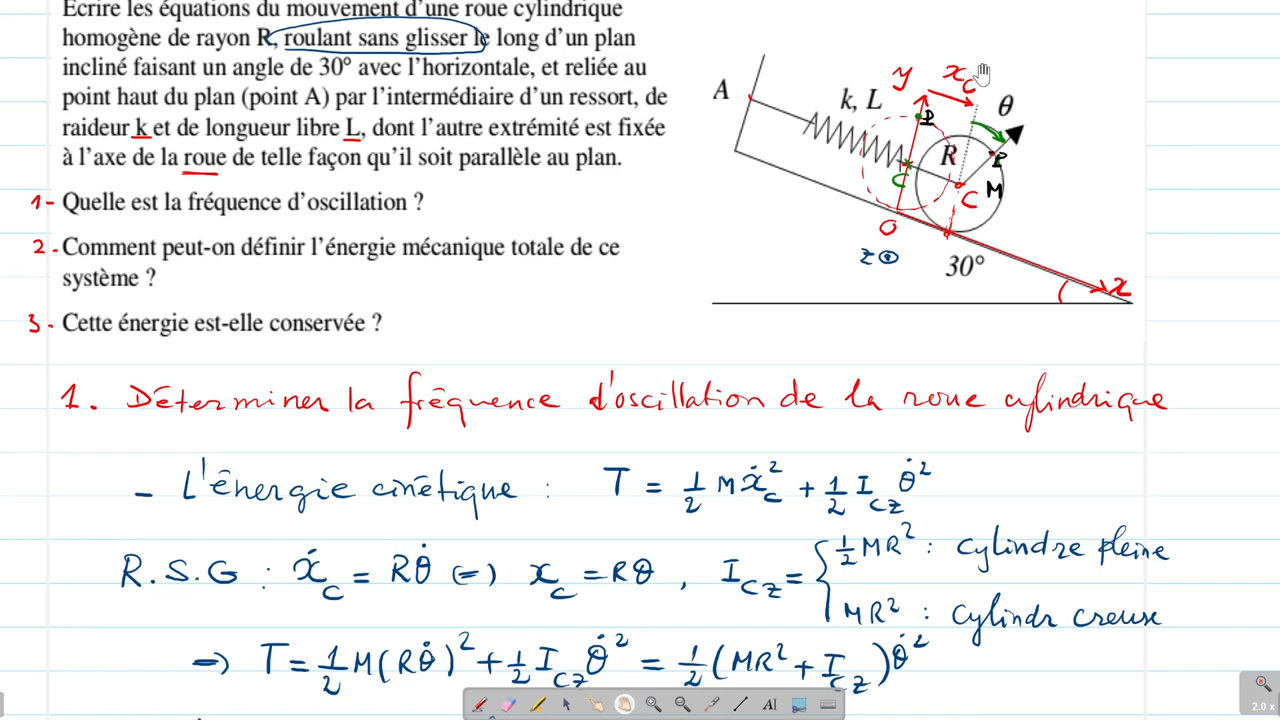 Ecrire les équations du mouvement d'une roue cylindrique
homogène de rayon R, roulant sans glisser le long d'un plan
incliné faisant un angle de 30° avec l'horizontale, et reliée au
point haut du plan (point A) par l'intermédiaire d'un ressort, de
raideur k et de longueur libre L, dont l'autre extrémité est fixée
à l'axe de la roue de telle façon qu'il soit parallèle au plan.
1- Quelle est la fréquence d'oscillation ?
2- Comment peut-on définir l'énergie mécanique totale de ce
système ?
3- Cette énergie est-elle conservée ?
A
k, L
y
x_C
θ
P
R
P
C
C
M
O
z
30°
x
1. Déterminer la fréquence d'oscillation de la roue cylindrique
- L'énergie cinétique : T = 1/2 M ẋ_C² + 1/2 I_CZ θ̇²
R.S.G : ẋ_C = Rθ̇ (=) x_C = Rθ , I_CZ = { 1/2 MR² : cylindre pleine
MR² : cylindr creuse
=> T = 1/2 M(Rθ̇)² + 1/2 I_CZ θ̇² = 1/2 (MR² + I_CZ) θ̇²
AI
2.0 x